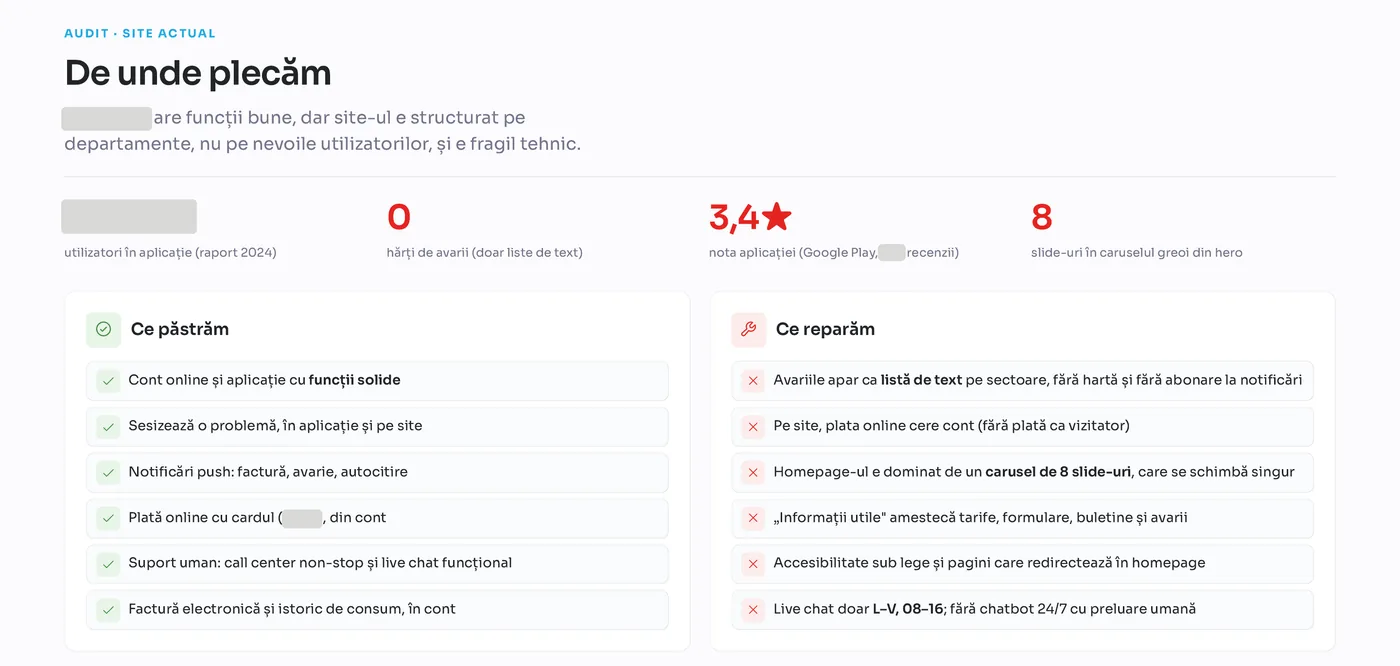 AUDIT · SITE ACTUAL
De unde plecăm
are funcții bune, dar site-ul e structurat pe
departamente, nu pe nevoile utilizatorilor, și e fragil tehnic.
utilizatori în aplicație (raport 2024)
0
hărți de avarii (doar liste de text)
3,4★
nota aplicației (Google Play, recenzii)
8
slide-uri în caruselul greoi din hero
Ce păstrăm
Cont online și aplicație cu funcții solide
Sesizează o problemă, în aplicație și pe site
Notificări push: factură, avarie, autocitire
Plată online cu cardul (, din cont
Suport uman: call center non-stop și live chat funcțional
Factură electronică și istoric de consum, în cont
Ce reparăm
Avariile apar ca listă de text pe sectoare, fără hartă și fără abonare la notificări
Pe site, plata online cere cont (fără plată ca vizitator)
Homepage-ul e dominat de un carusel de 8 slide-uri, care se schimbă singur
„Informații utile" amestecă tarife, formulare, buletine și avarii
Accesibilitate sub lege și pagini care redirectează în homepage
Live chat doar L–V, 08–16; fără chatbot 24/7 cu preluare umană